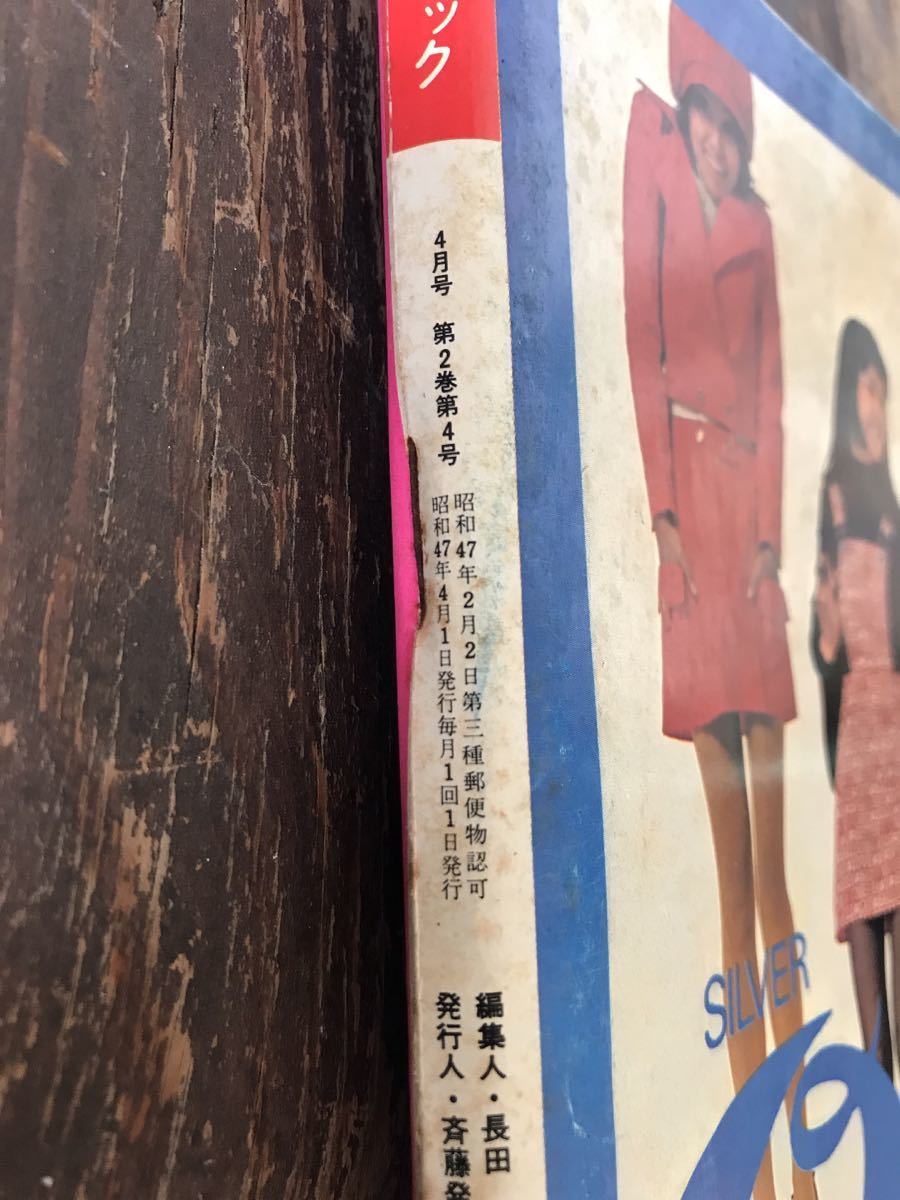 ック
4月号 第2巻第4号
昭和47年2月2日第三種郵便物認可
昭和47年4月1日発行毎月1回1日発行
編集人・長田
発行人・斉藤発
SILVER